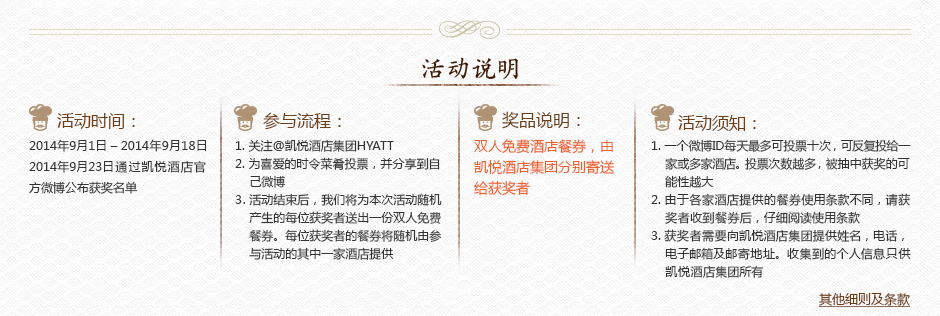 活动说明
活动时间：
2014年9月1日 – 2014年9月18日
2014年9月23日通过凯悦酒店官
方微博公布获奖名单
参与流程：
1. 关注@凯悦酒店集团HYATT
2. 为喜爱的时令菜肴投票，并分享到自
己微博
3. 活动结束后，我们将为本次活动随机
产生的每位获奖者送出一份双人免费
餐券。每位获奖者的餐券将随机由参
与活动的其中一家酒店提供
奖品说明：
双人免费酒店餐券，由
凯悦酒店集团分别寄送
给获奖者
活动须知：
1. 一个微博ID每天最多可投票十次，可反复投给一
家或多家酒店。投票次数越多，被抽中获奖的可
能性越大
2. 由于各家酒店提供的餐券使用条款不同，请获
奖者收到餐券后，仔细阅读使用条款
3. 获奖者需要向凯悦酒店集团提供姓名，电话，
电子邮箱及邮寄地址。收集到的个人信息只供
凯悦酒店集团所有
其他细则及条款